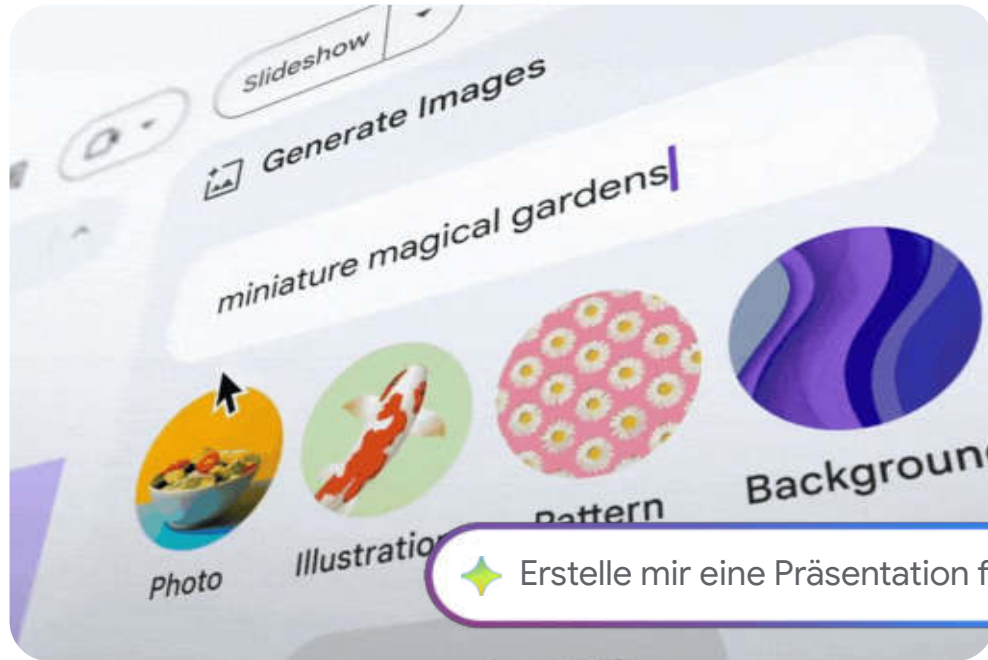 Slideshow
Generate Images
miniature magical gardens
Photo
Illustratio
Pattern
Backgroun
Erstelle mir eine Präsentation f